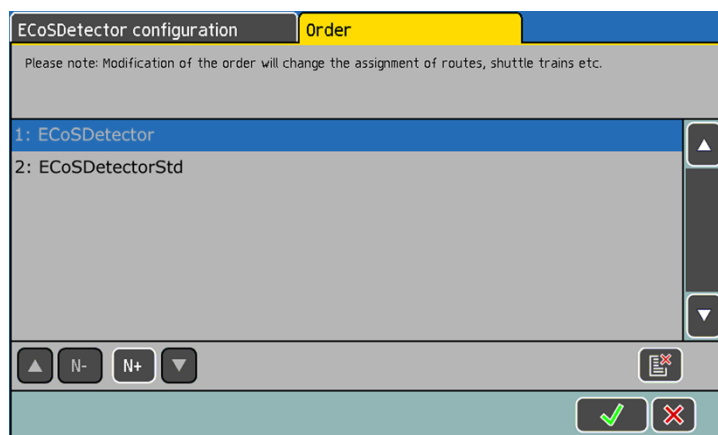 ECoSDetector configuration
Order
Please note: Modification of the order will change the assignment of routes, shuttle trains etc.
1: ECoSDetector
2: ECoSDetectorStd
N-
N+